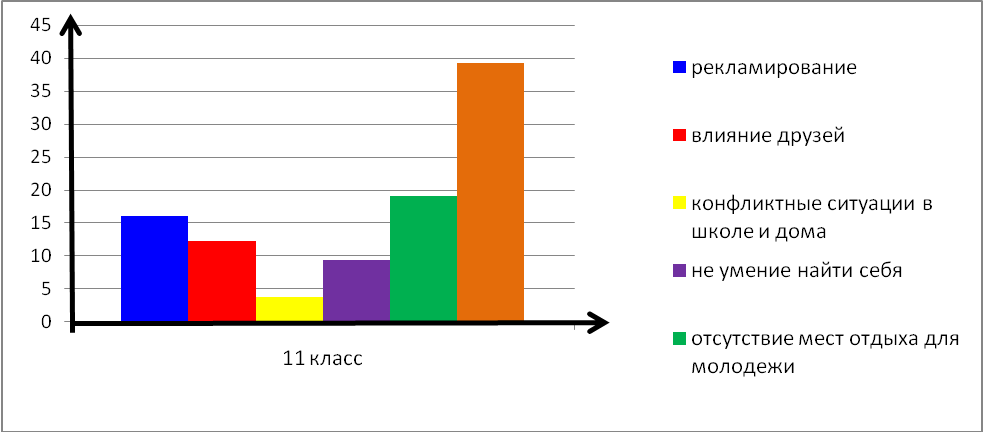 45
40
35
30
25
20
15
10
5
0
11 класс
рекламирование
влияние друзей
конфликтные ситуации в
школе и дома
не умение найти себя
отсутствие мест отдыха для
молодежи